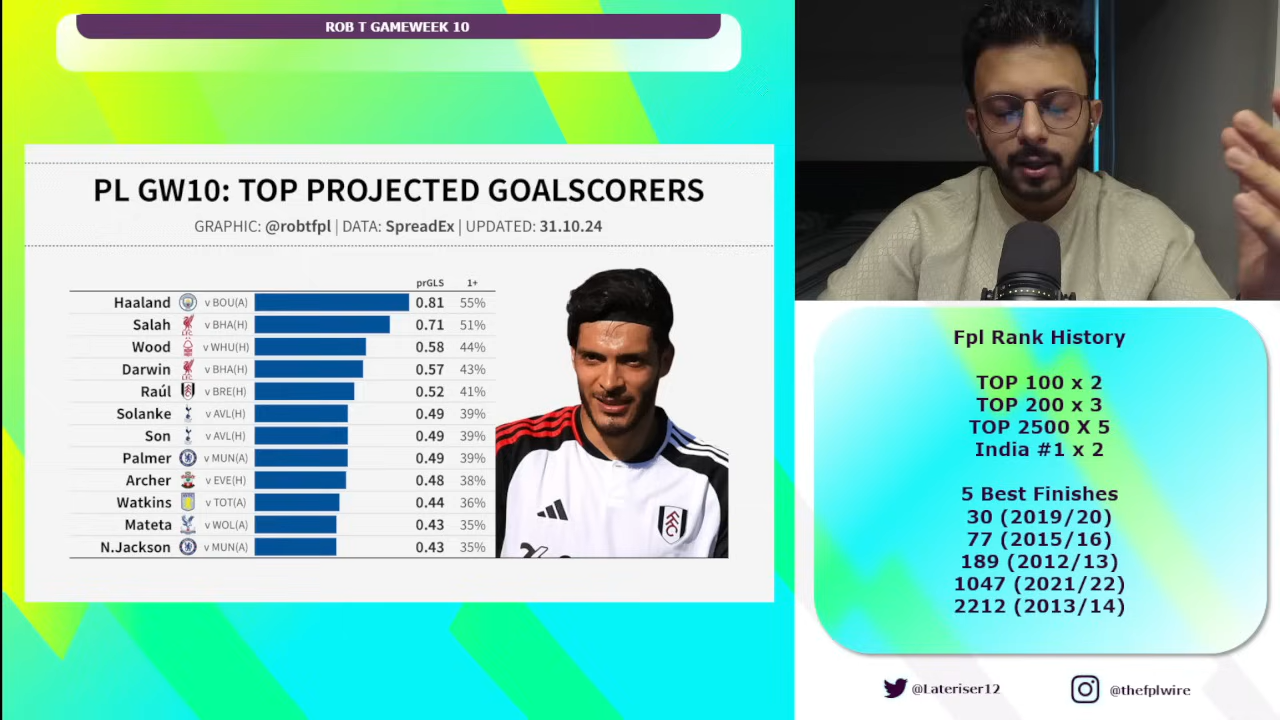 ROB T GAMEWEEK 10
PL GW10: TOP PROJECTED GOALSCORERS
GRAPHIC: @robtfpl | DATA: SpreadEx | UPDATED: 31.10.24
prGLS 1+
Haaland v BOU(A) 0.81 55%
Salah v BHA(H) 0.71 51%
Wood v WHU(H) 0.58 44%
Darwin v BHA(H) 0.57 43%
Raúl v BRE(H) 0.52 41%
Solanke v AVL(H) 0.49 39%
Son v AVL(H) 0.49 39%
Palmer v MUN(A) 0.49 39%
Archer v EVE(H) 0.48 38%
Watkins v TOT(A) 0.44 36%
Mateta v WOL(A) 0.43 35%
N.Jackson v MUN(A) 0.43 35%
Fpl Rank History
TOP 100 x 2
TOP 200 x 3
TOP 2500 X 5
India #1 x 2
5 Best Finishes
30 (2019/20)
77 (2015/16)
189 (2012/13)
1047 (2021/22)
2212 (2013/14)
@Lateriser12
@thefplwire